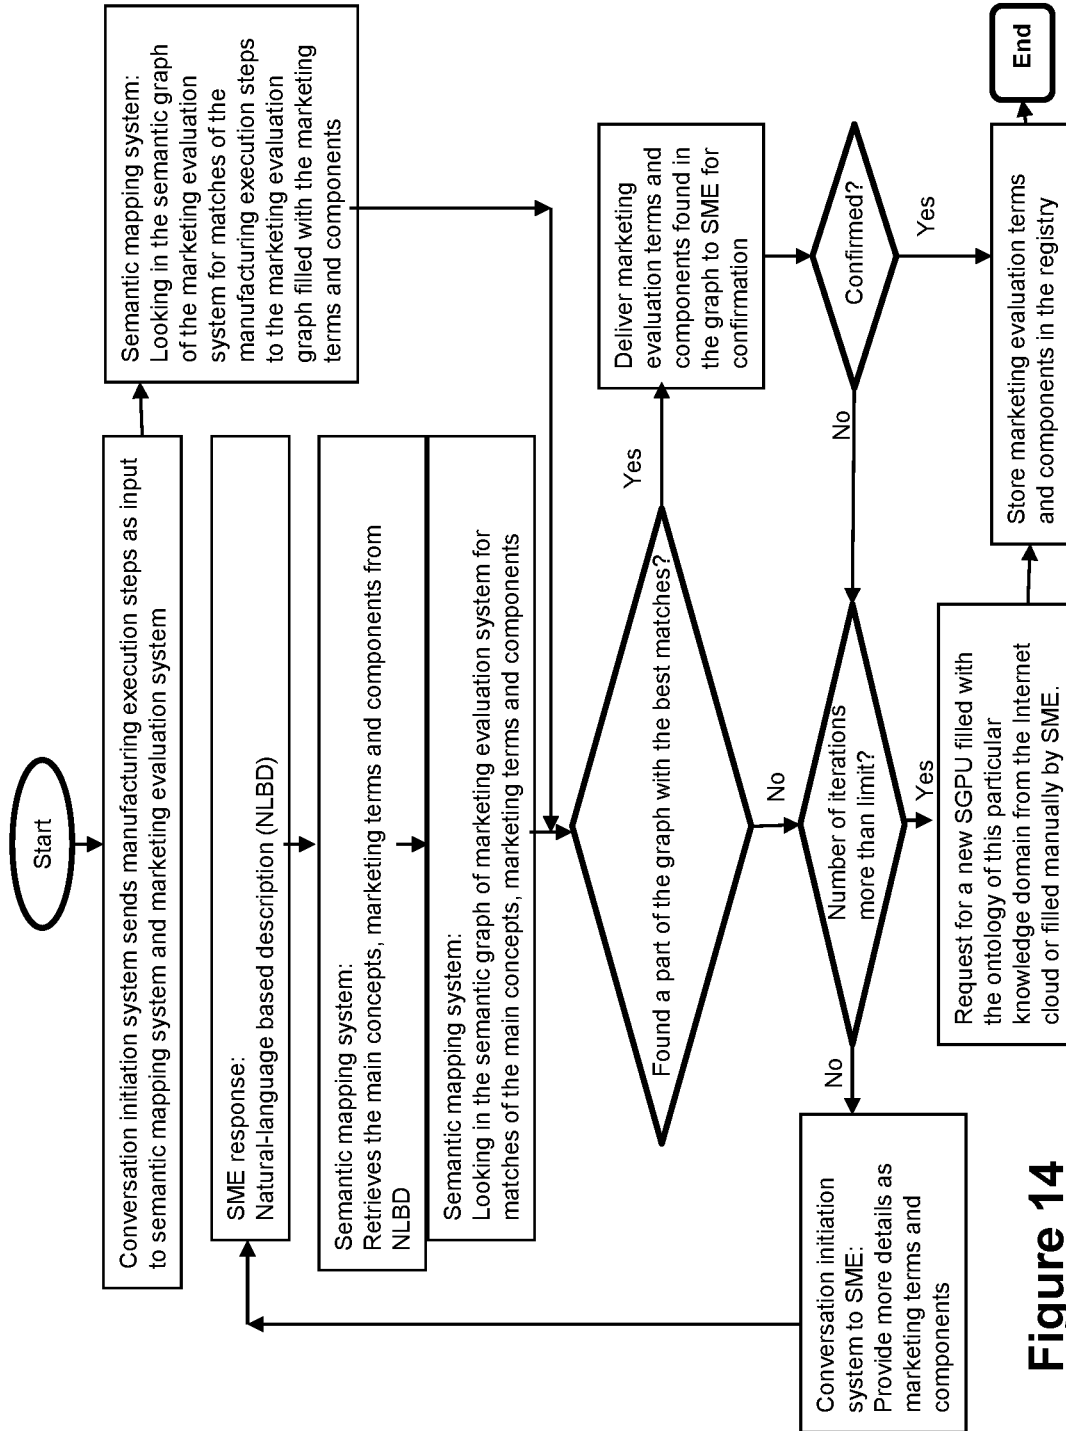 Start
Conversation initiation system sends manufacturing execution steps as input
to semantic mapping system and marketing evaluation system
Semantic mapping system:
Looking in the semantic graph
of the marketing evaluation
system for matches of the
manufacturing execution steps
to the marketing evaluation
graph filled with the marketing
terms and components
SME response:
Natural-language based description (NLBD)
Semantic mapping system:
Retrieves the main concepts, marketing terms and components from
NLBD
Semantic mapping system:
Looking in the semantic graph of marketing evaluation system for
matches of the main concepts, marketing terms and components
Found a part of the graph with the best matches?
Yes
No
Deliver marketing
evaluation terms and
components found in
the graph to SME for
confirmation
Confirmed?
No
Yes
Number of iterations
more than limit?
No
Yes
Conversation initiation
system to SME:
Provide more details as
marketing terms and
components
Request for a new SGPU filled with
the ontology of this particular
knowledge domain from the Internet
cloud or filled manually by SME.
Store marketing evaluation terms
and components in the registry
End
Figure 14